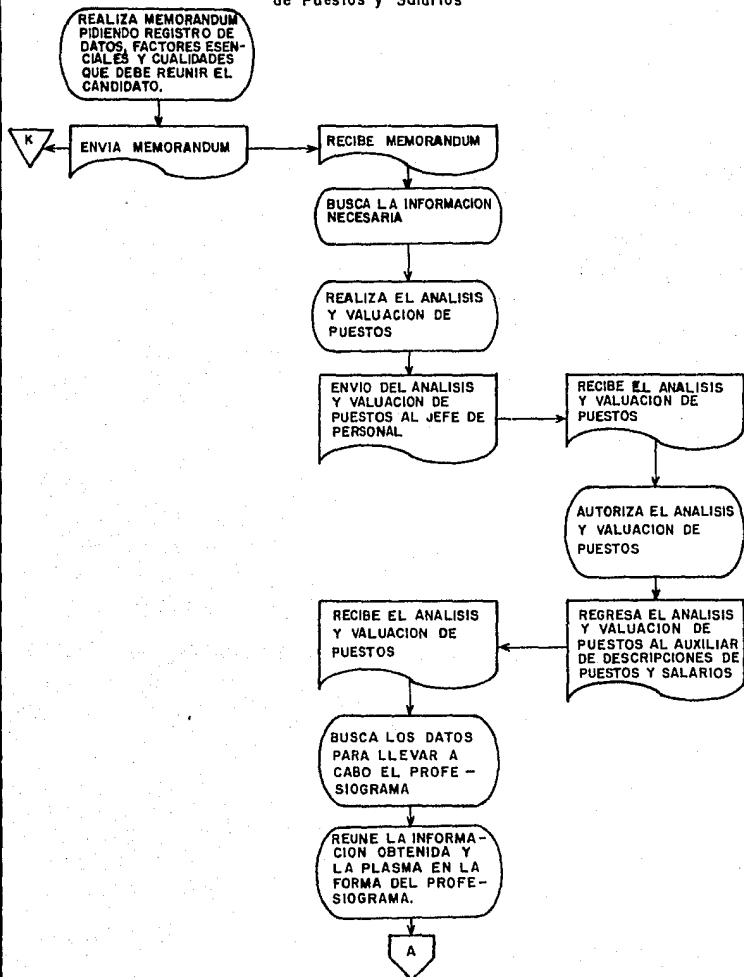 de Puestos y Salarios
REALIZA MEMORANDUM
PIDIENDO REGISTRO DE
DATOS, FACTORES ESEN-
CIALES Y CUALIDADES
QUE DEBE REUNIR EL
CANDIDATO.
K
ENVIA MEMORANDUM
RECIBE MEMORANDUM
BUSCA LA INFORMACION
NECESARIA
REALIZA EL ANALISIS
Y VALUACION DE
PUESTOS
ENVIO DEL ANALISIS
Y VALUACION DE
PUESTOS AL JEFE DE
PERSONAL
RECIBE EL ANALISIS
Y VALUACION DE
PUESTOS
AUTORIZA EL ANALISIS
Y VALUACION DE
PUESTOS
REGRESA EL ANALISIS
Y VALUACION DE
PUESTOS AL AUXILIAR
DE DESCRIPCIONES DE
PUESTOS Y SALARIOS
RECIBE EL ANALISIS
Y VALUACION DE
PUESTOS
BUSCA LOS DATOS
PARA LLEVAR A
CABO EL PROFE-
SIOGRAMA
REUNE LA INFORMA-
CION OBTENIDA Y
LA PLASMA EN LA
FORMA DEL PROFE-
SIOGRAMA.
A